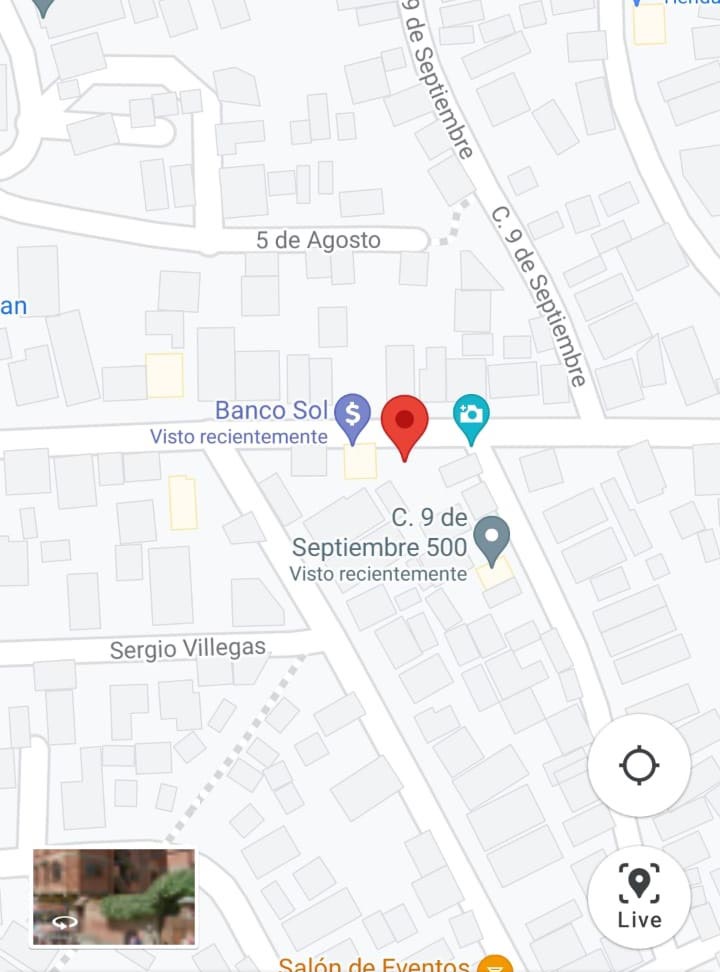 9 de Septiembre
C. 9 de Septiembre
5 de Agosto
an
Banco Sol
Visto recientemente
C. 9 de
Septiembre 500
Visto recientemente
Sergio Villegas
Live
Salón de Eventos